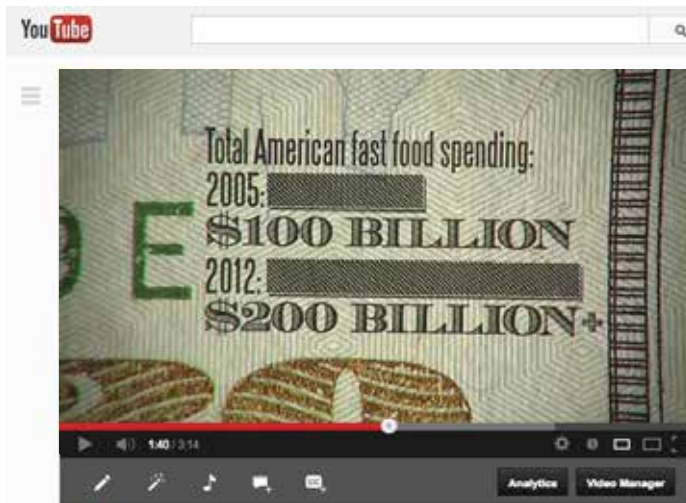 You Tube
Total American fast food spending:
2005:
$100 BILLION
2012:
$200 BILLION+
E
1:40 / 3:14
CC
Analytics
Video Manager